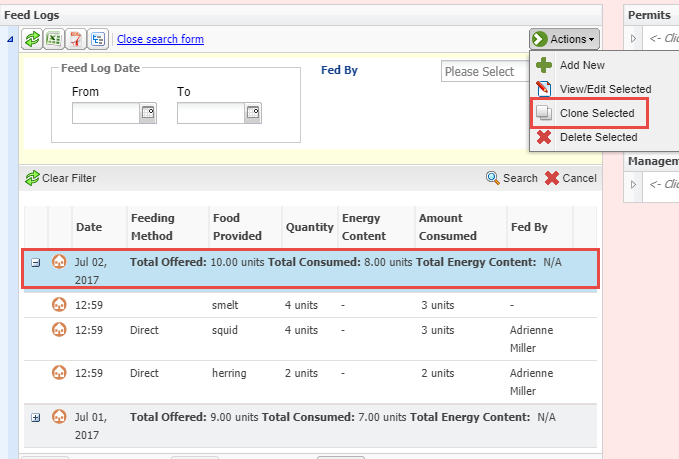 Feed Logs
Permits
Close search form
Actions
<- Clic
Feed Log Date
Fed By
Please Select
Add New
From
To
View/Edit Selected
Clone Selected
Delete Selected
Managem
<- Clic
Clear Filter
Search
Cancel
Date
Feeding Method
Food Provided
Quantity
Energy Content
Amount Consumed
Fed By
Jul 02, 2017
Total Offered: 10.00 units Total Consumed: 8.00 units Total Energy Content: N/A
12:59 smelt 4 units - 3 units -
12:59 Direct squid 4 units - 3 units Adrienne Miller
12:59 Direct herring 2 units - 2 units Adrienne Miller
Jul 01, 2017
Total Offered: 9.00 units Total Consumed: 7.00 units Total Energy Content: N/A